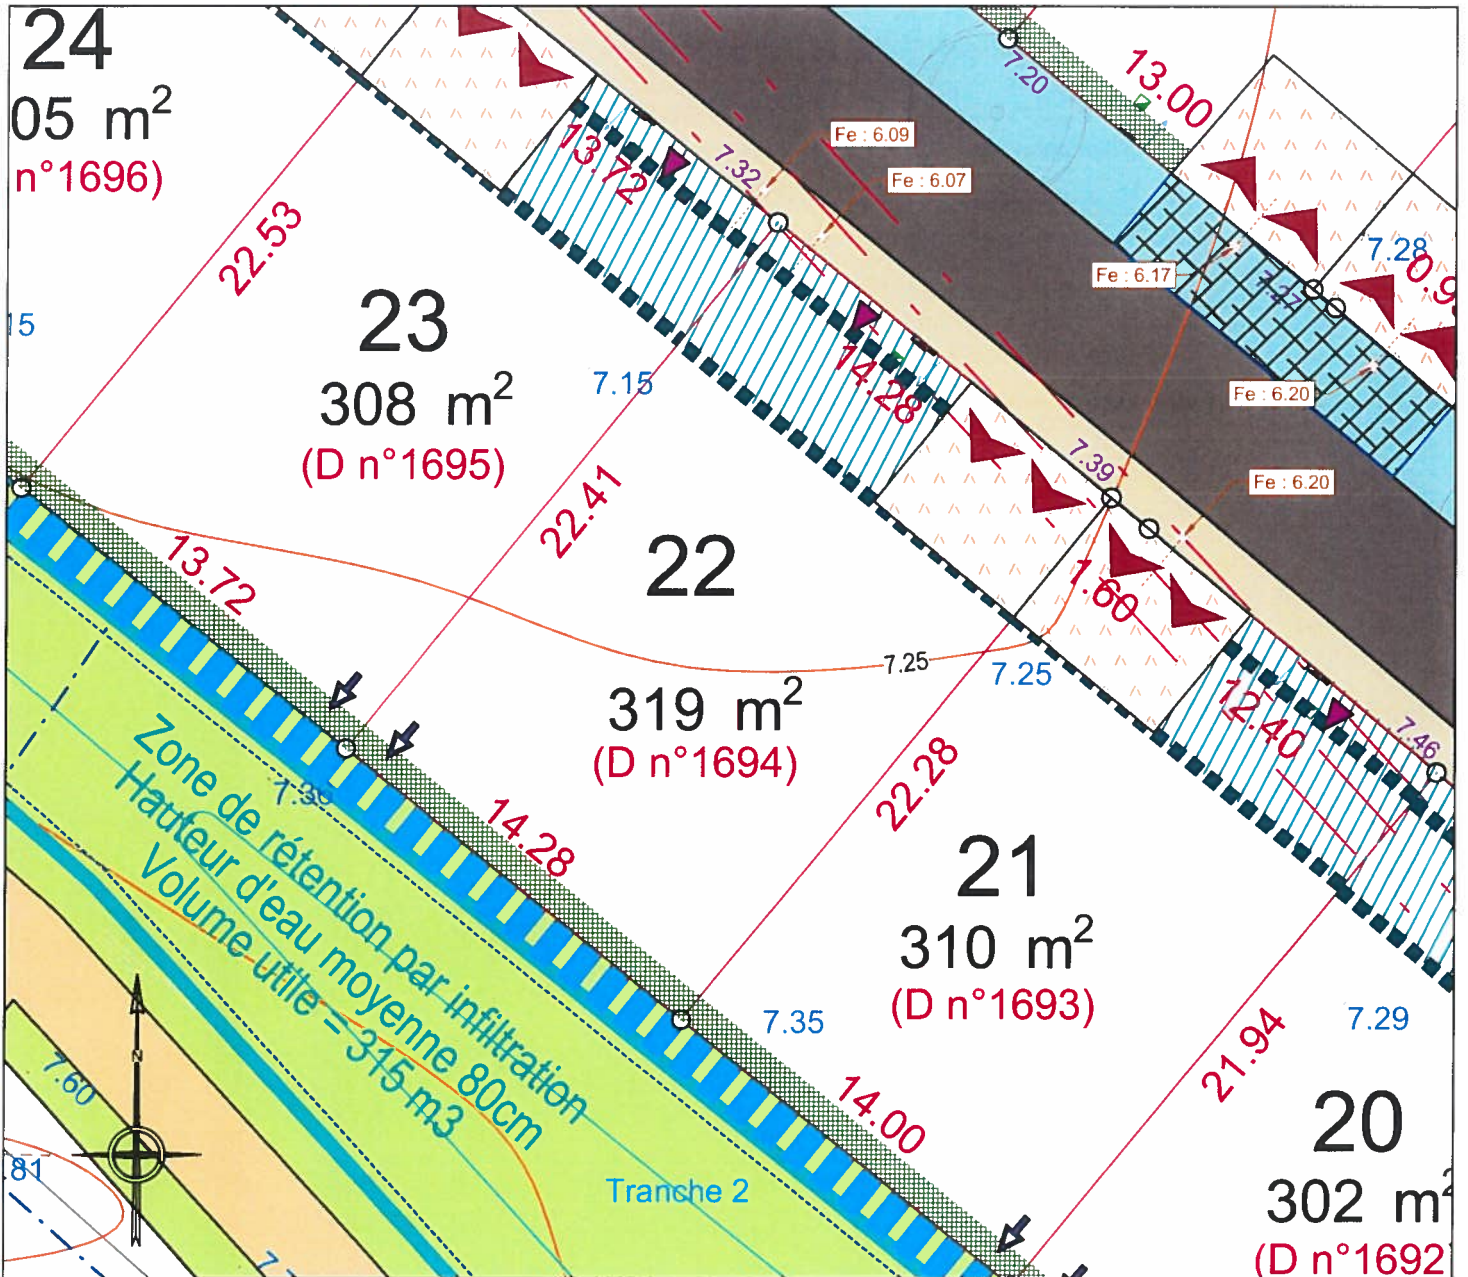 24
05 m²
n°1696)
22.53
15
23
308 m²
(D n°1695)
13.72
7.32
Fe : 6.09
Fe : 6.07
7.20
13.00
Fe : 6.17
7.27
7.28
Fe : 6.20
7.15
14.28
7.39
Fe : 6.20
22.41
22
7.25
319 m²
(D n°1694)
13.72
1.60
7.25
12.40
7.46
22.28
14.28
21
310 m²
(D n°1693)
7.35
7.29
21.94
14.00
20
302 m²
(D n°1692
Zone de rétention par infiltration
Hauteur d'eau moyenne 80cm
Volume utile = 315 m3
Tranche 2
N
7.60
81